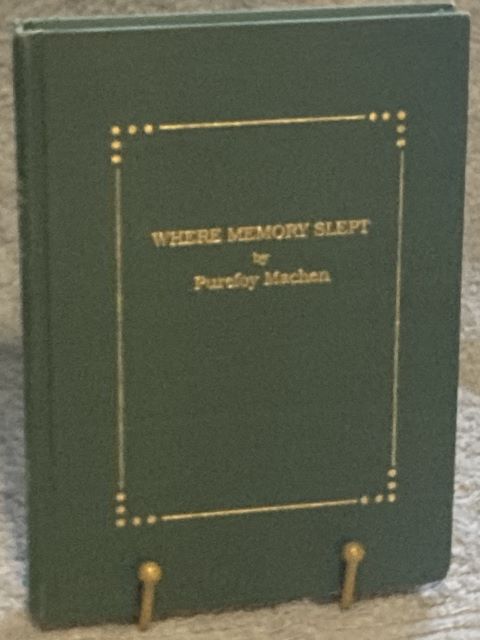 WHERE MEMORY SLEPT
by
Purefoy Machen